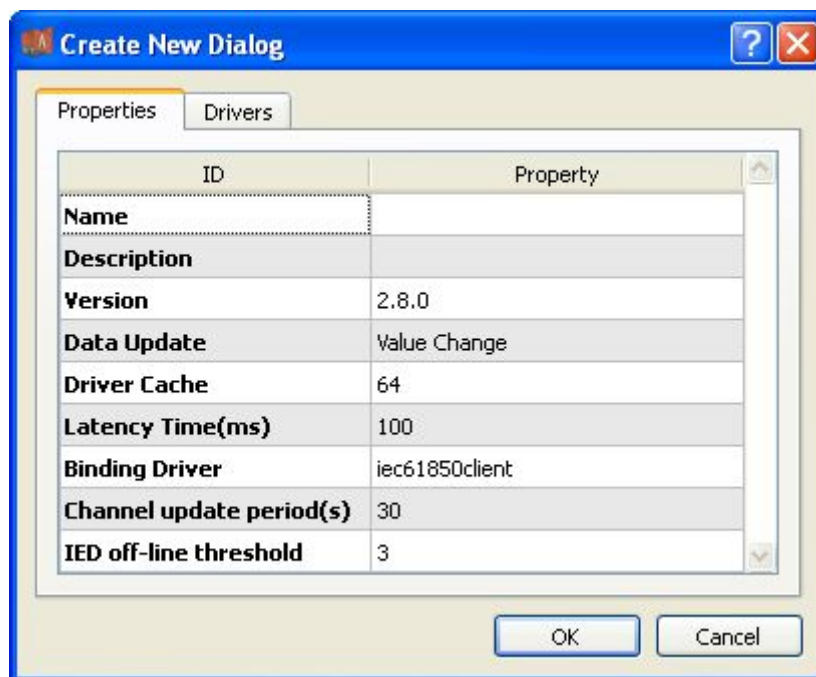 Create New Dialog
Properties Drivers
ID Property
Name
Description
Version 2.8.0
Data Update Value Change
Driver Cache 64
Latency Time(ms) 100
Binding Driver iec61850client
Channel update period(s) 30
IED off-line threshold 3
OK Cancel